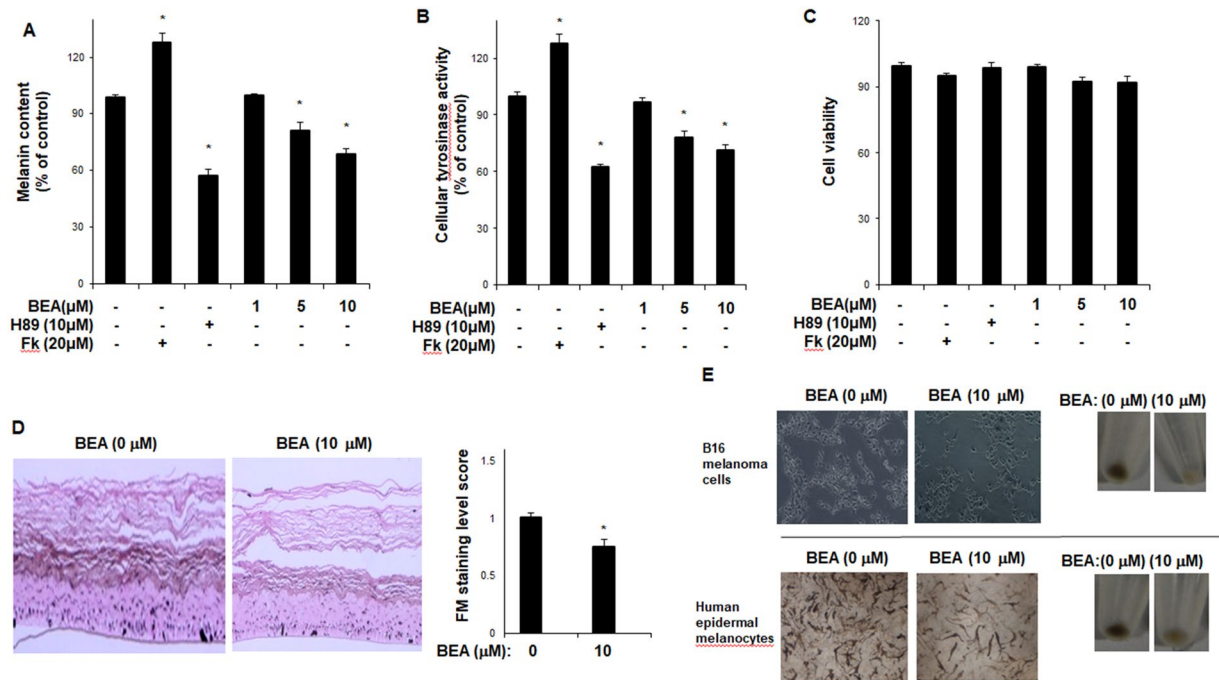 A
Melanin content
(% of control)
120
90
60
30
0
*
*
*
*
BEA(µM) - - - 1 5 10
H89 (10µM) - - + - - -
Fk (20µM) - + - - - -
B
Cellular tyrosinase activity
(% of control)
120
90
60
30
0
*
*
*
*
BEA(µM) - - - 1 5 10
H89 (10µM) - - + - - -
Fk (20µM) - + - - - -
C
Cell viability
120
90
60
30
0
BEA(µM) - - - 1 5 10
H89 (10µM) - - + - - -
Fk (20µM) - + - - - -
D
BEA (0 µM) BEA (10 µM)
FM staining level score
1.5
1
0.5
0
*
BEA (µM): 0 10
E
BEA (0 µM) BEA (10 µM) BEA: (0 µM) (10 µM)
B16
melanoma
cells
BEA (0 µM) BEA (10 µM) BEA:(0 µM) (10 µM)
Human
epidermal
melanocytes